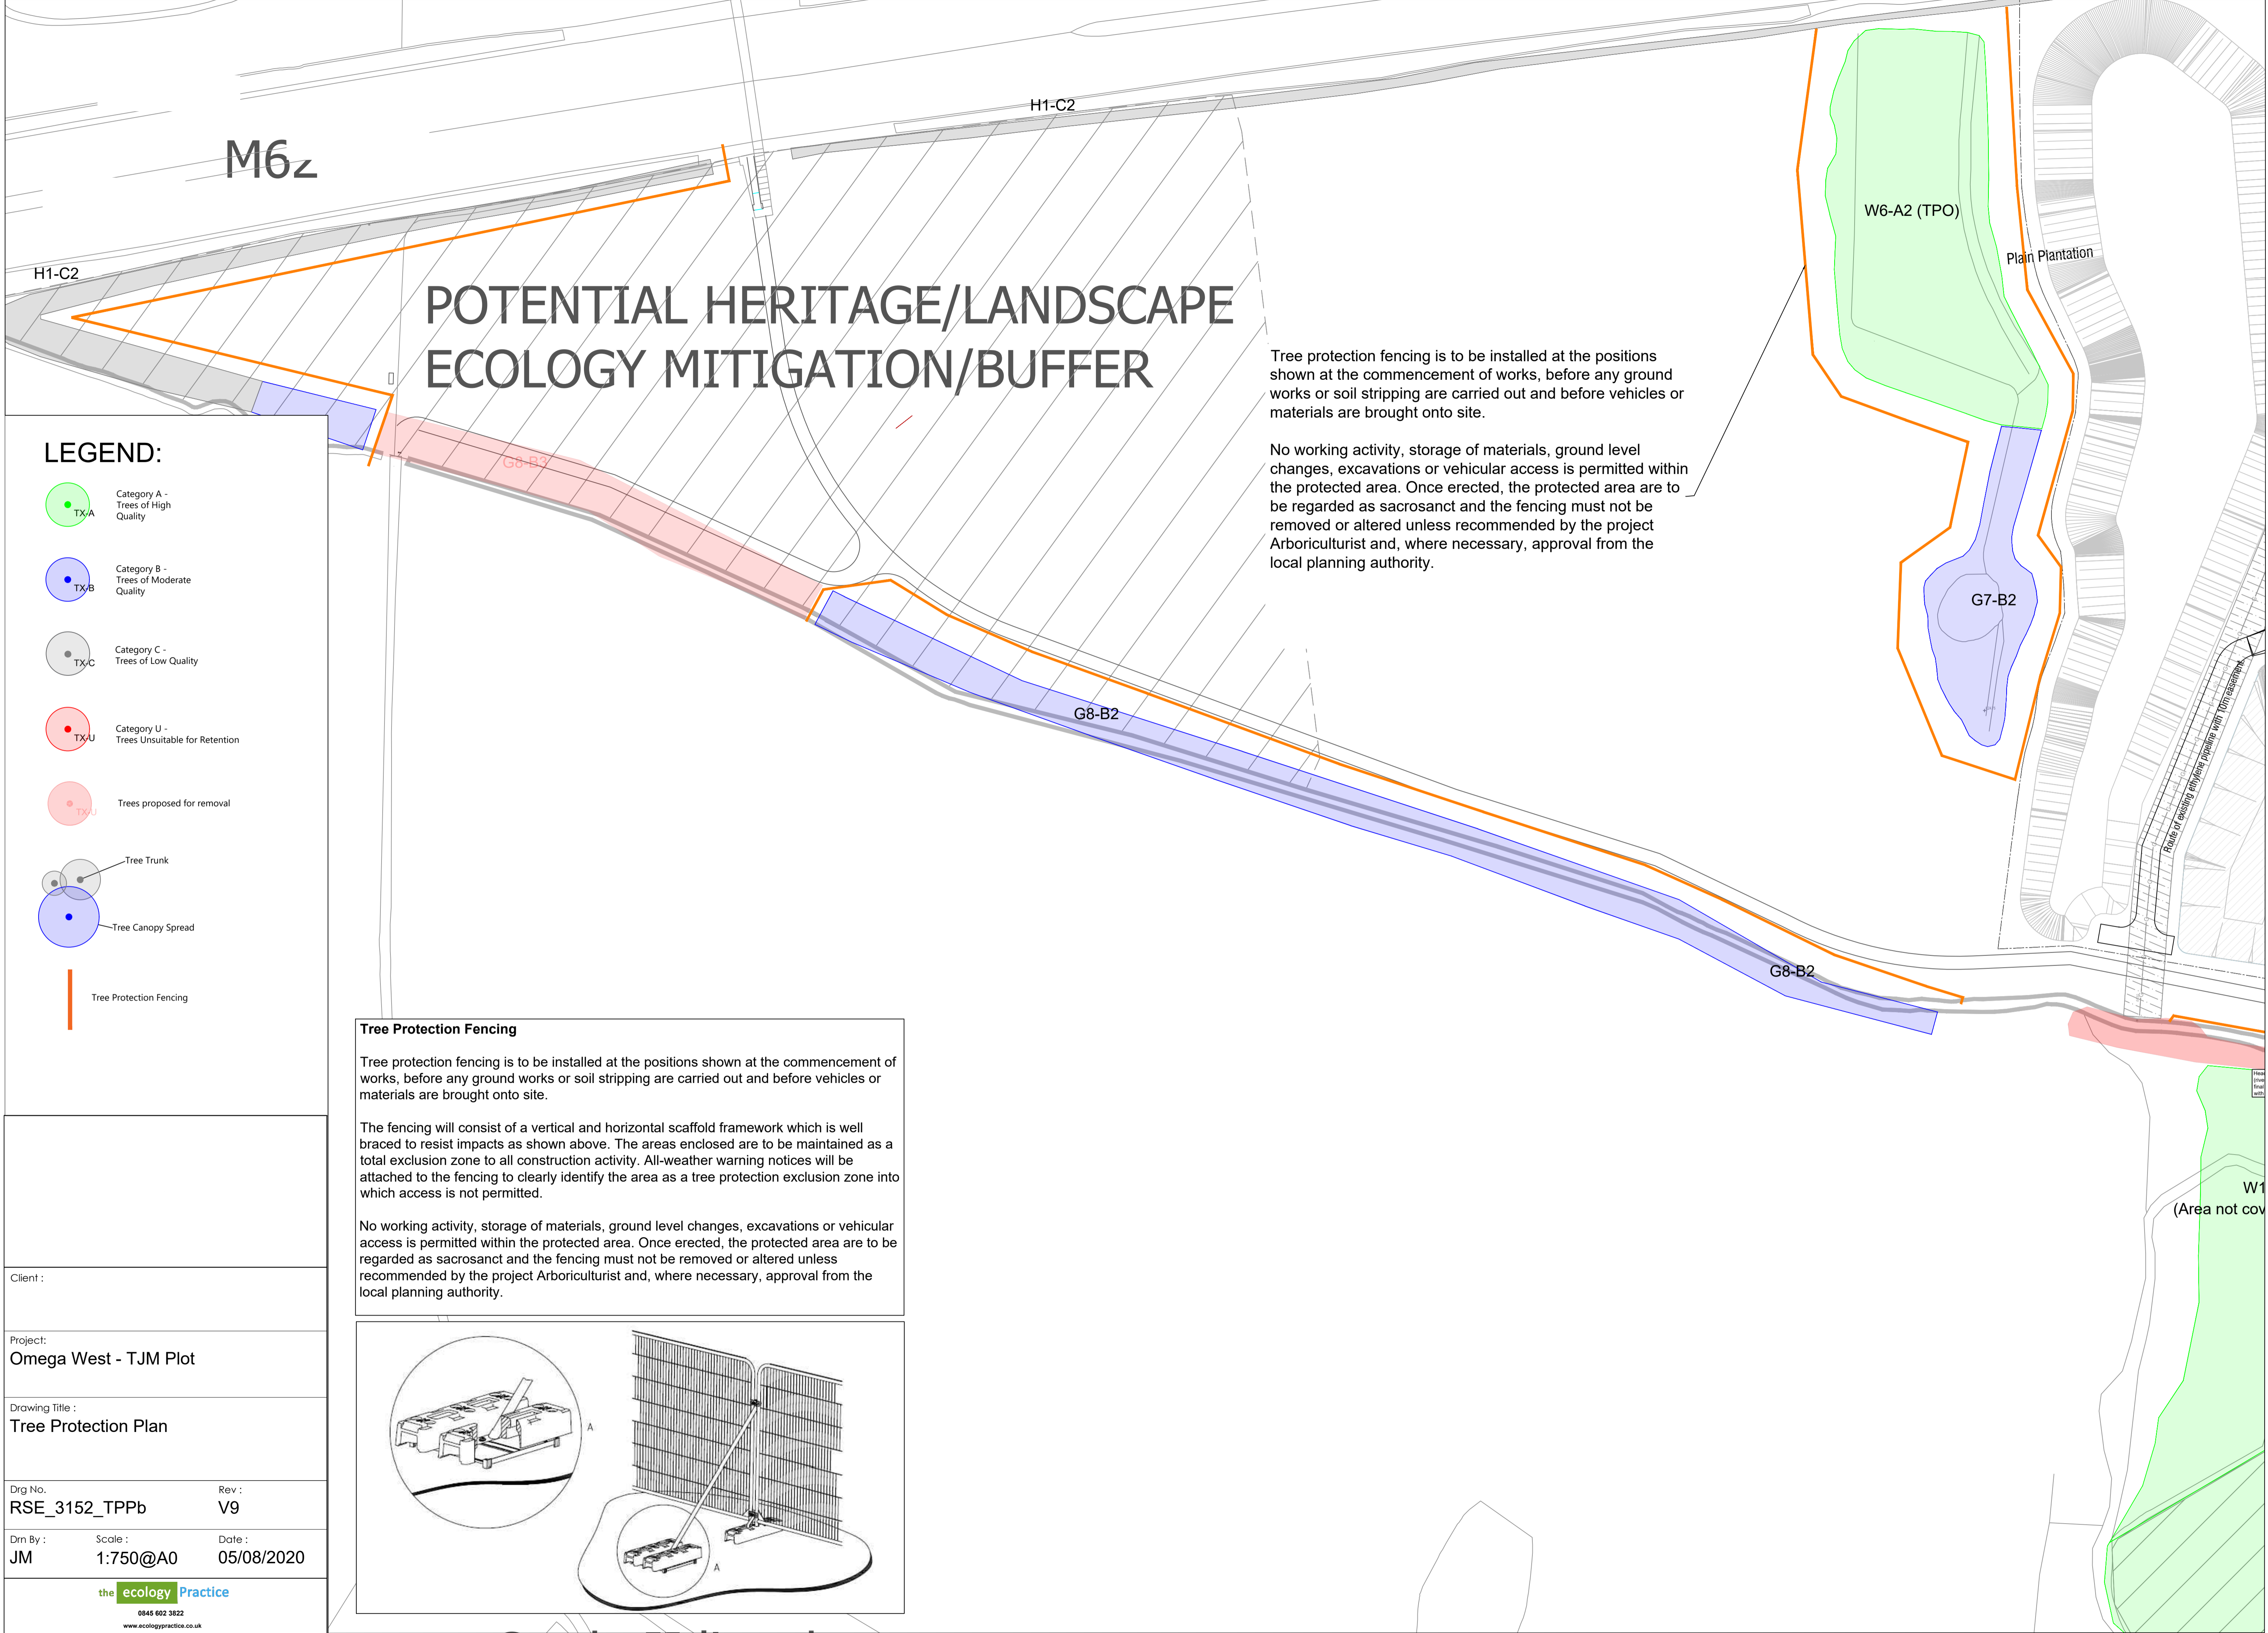 M62
H1-C2
H1-C2
POTENTIAL HERITAGE/LANDSCAPE
ECOLOGY MITIGATION/BUFFER
W6-A2 (TPO)
Plain Plantation
Tree protection fencing is to be installed at the positions
shown at the commencement of works, before any ground
works or soil stripping are carried out and before vehicles or
materials are brought onto site.
No working activity, storage of materials, ground level
changes, excavations or vehicular access is permitted within
the protected area. Once erected, the protected area are to
be regarded as sacrosanct and the fencing must not be
removed or altered unless recommended by the project
Arboriculturist and, where necessary, approval from the
local planning authority.
G8-B3
G7-B2
G8-B2
G8-B2
Route of existing ethylene pipeline with 10m easement
W1
(Area not cov
LEGEND:
TX-A
Category A -
Trees of High
Quality
TX-B
Category B -
Trees of Moderate
Quality
TX-C
Category C -
Trees of Low Quality
TX-U
Category U -
Trees Unsuitable for Retention
TX-U
Trees proposed for removal
Tree Trunk
Tree Canopy Spread
Tree Protection Fencing
Tree Protection Fencing
Tree protection fencing is to be installed at the positions shown at the commencement of
works, before any ground works or soil stripping are carried out and before vehicles or
materials are brought onto site.
The fencing will consist of a vertical and horizontal scaffold framework which is well
braced to resist impacts as shown above. The areas enclosed are to be maintained as a
total exclusion zone to all construction activity. All-weather warning notices will be
attached to the fencing to clearly identify the area as a tree protection exclusion zone into
which access is not permitted.
No working activity, storage of materials, ground level changes, excavations or vehicular
access is permitted within the protected area. Once erected, the protected area are to be
regarded as sacrosanct and the fencing must not be removed or altered unless
recommended by the project Arboriculturist and, where necessary, approval from the
local planning authority.
A
A
Client :
Project:
Omega West - TJM Plot
Drawing Title :
Tree Protection Plan
Drg No.
Rev :
RSE_3152_TPPb
V9
Drn By :
Scale :
Date :
JM
1:750@A0
05/08/2020
the ecology Practice
0845 602 3822
www.ecologypractice.co.uk